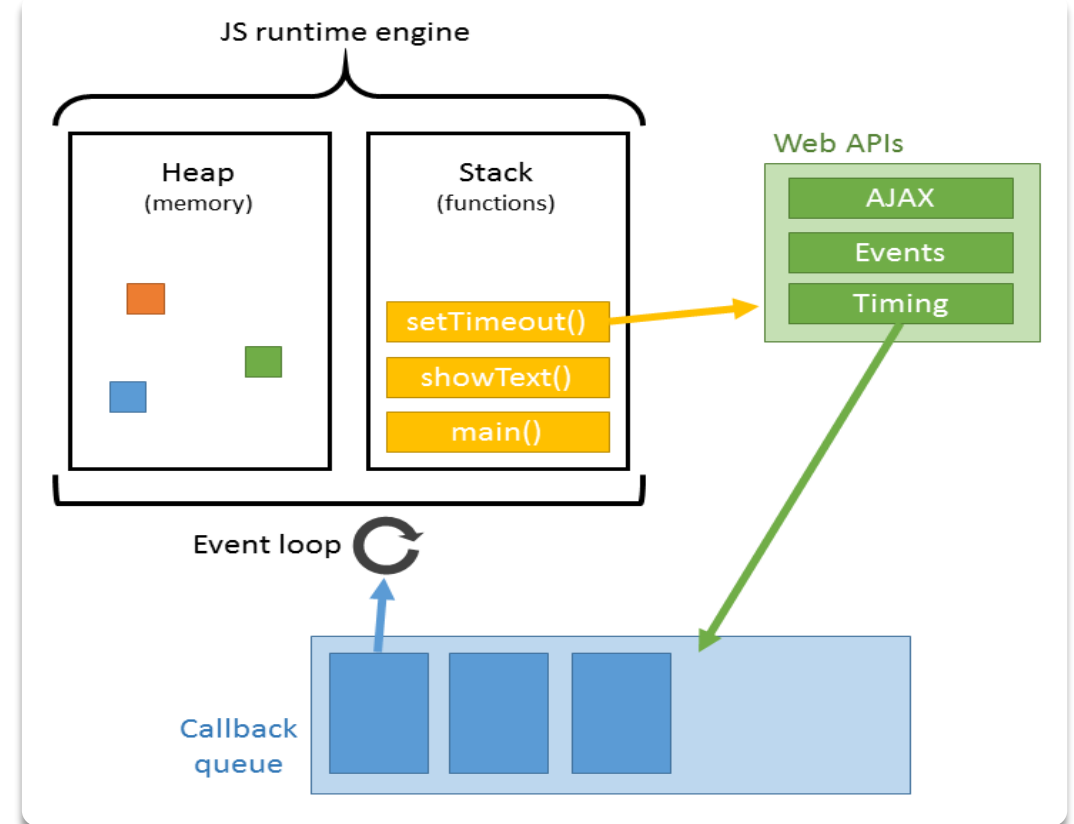 JS runtime engine
Heap
(memory)
Stack
(functions)
setTimeout()
showText()
main()
Web APIs
AJAX
Events
Timing
Event loop
Callback
queue